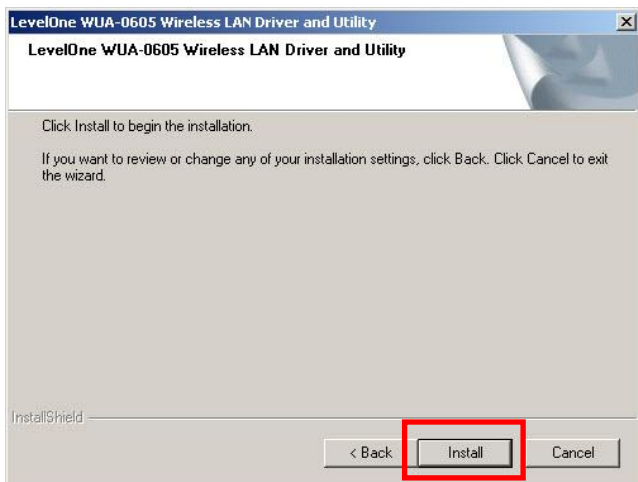 LevelOne WUA-0605 Wireless LAN Driver and Utility
LevelOne WUA-0605 Wireless LAN Driver and Utility
Click Install to begin the installation.
If you want to review or change any of your installation settings, click Back. Click Cancel to exit
the wizard.
InstallShield
< Back Install Cancel